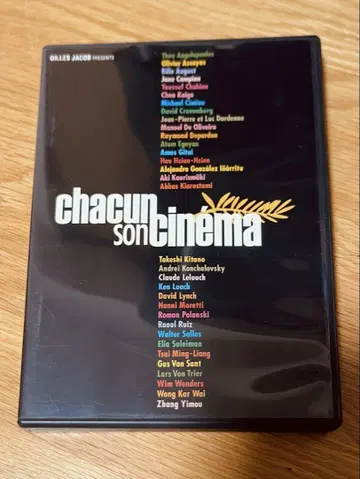 GILLES JACOB PRESENTS
Theo Angelopoulos
Olivier Assayas
Bille August
Jane Campion
Youssef Chahine
Chen Kaige
Michael Cimino
David Cronenberg
Jean-Pierre et Luc Dardenne
Manoel De Oliveira
Raymond Depardon
Atom Egoyan
Amos Gitai
Hou Hsiao-Hsien
Alejandro González Iñárritu
Aki Kaurismäki
Abbas Kiarostami
chacun
son cinéma
Takeshi Kitano
Andrei Konchalovsky
Claude Lelouch
Ken Loach
David Lynch
Nanni Moretti
Roman Polanski
Raoul Ruiz
Walter Salles
Elia Suleiman
Tsai Ming-Liang
Gus Van Sant
Lars Von Trier
Wim Wenders
Wong Kar Wai
Zhang Yimou